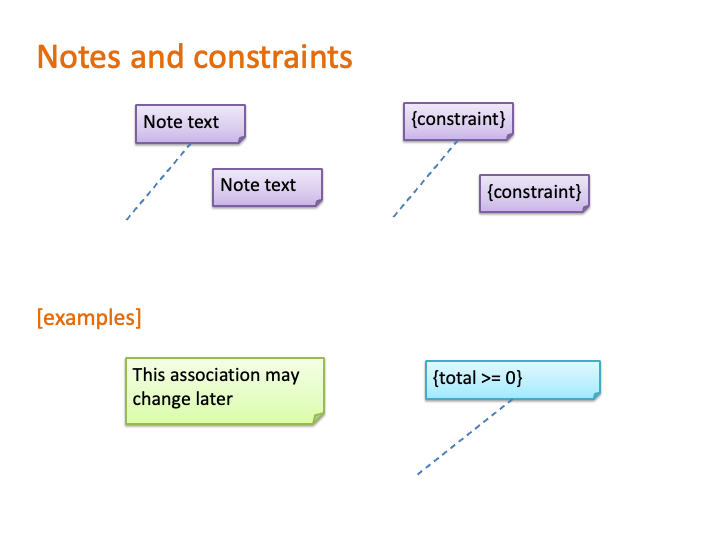 Notes and constraints
Note text
{constraint}
Note text
{constraint}
[examples]
This association may
change later
{total >= 0}